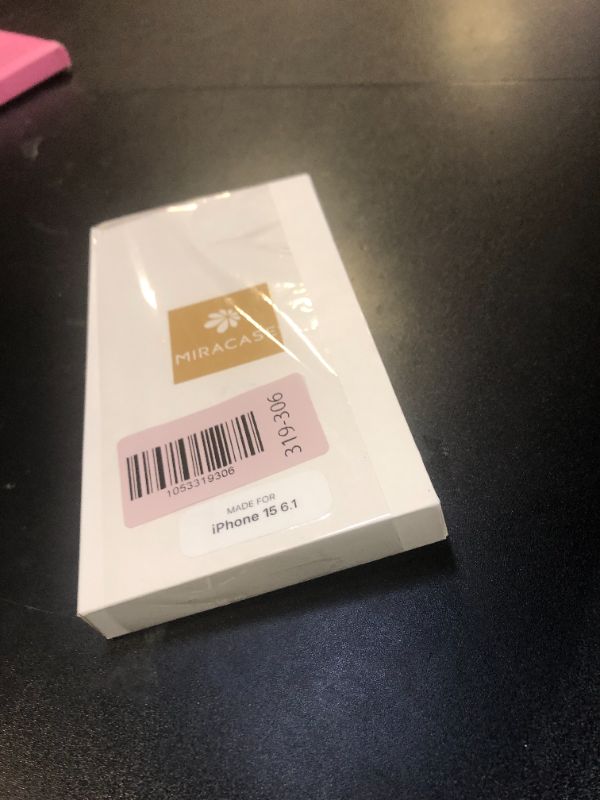 MIRACASE
319-306
1053319306
MADE FOR
iPhone 15 6.1